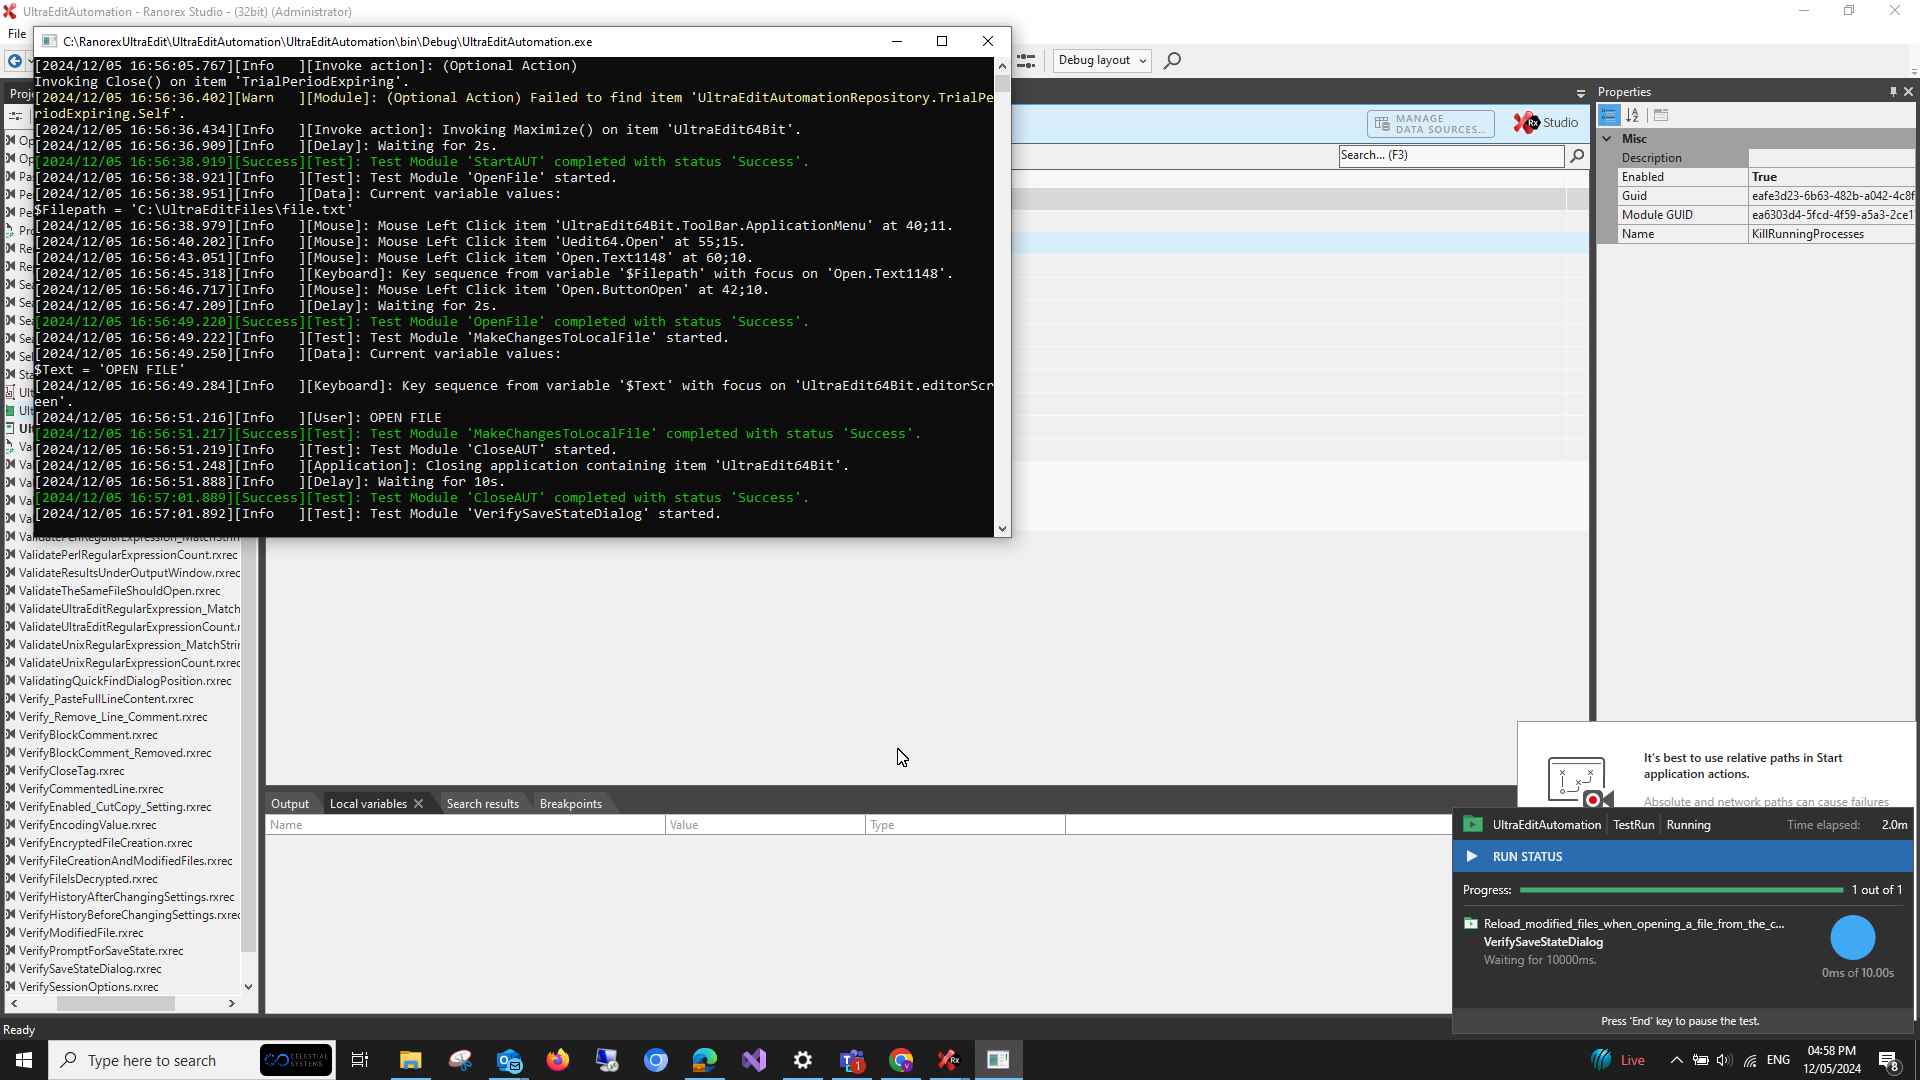 UltraEditAutomation - Ranorex Studio - (32bit) (Administrator)
File
C:\RanorexUltraEdit\UltraEditAutomation\UltraEditAutomation\bin\Debug\UltraEditAutomation.exe
Debug layout
[2024/12/05 16:56:05.767][Info   ][Invoke action]: (Optional Action)
Invoking Close() on item 'TrialPeriodExpiring'.
[2024/12/05 16:56:36.402][Warn   ][Module]: (Optional Action) Failed to find item 'UltraEditAutomationRepository.TrialPe
riodExpiring.Self'.
[2024/12/05 16:56:36.434][Info   ][Invoke action]: Invoking Maximize() on item 'UltraEdit64Bit'.
[2024/12/05 16:56:36.909][Info   ][Delay]: Waiting for 2s.
[2024/12/05 16:56:38.919][Success][Test]: Test Module 'StartAUT' completed with status 'Success'.
[2024/12/05 16:56:38.921][Info   ][Test]: Test Module 'OpenFile' started.
[2024/12/05 16:56:38.951][Info   ][Data]: Current variable values:
$Filepath = 'C:\UltraEditFiles\file.txt'
[2024/12/05 16:56:38.979][Info   ][Mouse]: Mouse Left Click item 'UltraEdit64Bit.ToolBar.ApplicationMenu' at 40;11.
[2024/12/05 16:56:40.202][Info   ][Mouse]: Mouse Left Click item 'Uedit64.Open' at 55;15.
[2024/12/05 16:56:43.051][Info   ][Mouse]: Mouse Left Click item 'Open.Text1148' at 60;10.
[2024/12/05 16:56:45.318][Info   ][Keyboard]: Key sequence from variable '$Filepath' with focus on 'Open.Text1148'.
[2024/12/05 16:56:46.717][Info   ][Mouse]: Mouse Left Click item 'Open.ButtonOpen' at 42;10.
[2024/12/05 16:56:47.209][Info   ][Delay]: Waiting for 2s.
[2024/12/05 16:56:49.220][Success][Test]: Test Module 'OpenFile' completed with status 'Success'.
[2024/12/05 16:56:49.222][Info   ][Test]: Test Module 'MakeChangesToLocalFile' started.
[2024/12/05 16:56:49.250][Info   ][Data]: Current variable values:
$Text = 'OPEN FILE'
[2024/12/05 16:56:49.284][Info   ][Keyboard]: Key sequence from variable '$Text' with focus on 'UltraEdit64Bit.editorScr
een'.
[2024/12/05 16:56:51.216][Info   ][User]: OPEN FILE
[2024/12/05 16:56:51.217][Success][Test]: Test Module 'MakeChangesToLocalFile' completed with status 'Success'.
[2024/12/05 16:56:51.219][Info   ][Test]: Test Module 'CloseAUT' started.
[2024/12/05 16:56:51.248][Info   ][Application]: Closing application containing item 'UltraEdit64Bit'.
[2024/12/05 16:56:51.888][Info   ][Delay]: Waiting for 10s.
[2024/12/05 16:57:01.889][Success][Test]: Test Module 'CloseAUT' completed with status 'Success'.
[2024/12/05 16:57:01.892][Info   ][Test]: Test Module 'VerifySaveStateDialog' started.
MANAGE
DATA SOURCES...
Studio
Search... (F3)
Properties
Misc
Description
Enabled True
Guid eafe3d23-6b63-482b-a042-4c8f
Module GUID ea6303d4-5fcd-4f59-a5a3-2ce1
Name KillRunningProcesses
ValidatePerlRegularExpression_MatchStrin
ValidatePerlRegularExpressionCount.rxrec
ValidateResultsUnderOutputWindow.rxrec
ValidateTheSameFileShouldOpen.rxrec
ValidateUltraEditRegularExpression_Match
ValidateUltraEditRegularExpressionCount.r
ValidateUnixRegularExpression_MatchStrin
ValidateUnixRegularExpressionCount.rxrec
ValidatingQuickFindDialogPosition.rxrec
Verify_PasteFullLineContent.rxrec
Verify_Remove_Line_Comment.rxrec
VerifyBlockComment.rxrec
VerifyBlockComment_Removed.rxrec
VerifyCloseTag.rxrec
VerifyCommentedLine.rxrec
VerifyEnabled_CutCopy_Setting.rxrec
VerifyEncodingValue.rxrec
VerifyEncryptedFileCreation.rxrec
VerifyFileCreationAndModifiedFiles.rxrec
VerifyFileIsDecrypted.rxrec
VerifyHistoryAfterChangingSettings.rxrec
VerifyHistoryBeforeChangingSettings.rxrec
VerifyModifiedFile.rxrec
VerifyPromptForSaveState.rxrec
VerifySaveStateDialog.rxrec
VerifySessionOptions.rxrec
Output Local variables Search results Breakpoints
Name Value Type
It's best to use relative paths in Start
application actions.
Absolute and network paths can cause failures
UltraEditAutomation TestRun Running Time elapsed: 2.0m
RUN STATUS
Progress: 1 out of 1
Reload_modified_files_when_opening_a_file_from_the_c...
VerifySaveStateDialog
Waiting for 10000ms.
0ms of 10.00s
Press 'End' key to pause the test.
Ready
Type here to search
CELESTIAL
SYSTEMS
Live
ENG
04:58 PM
12/05/2024
8